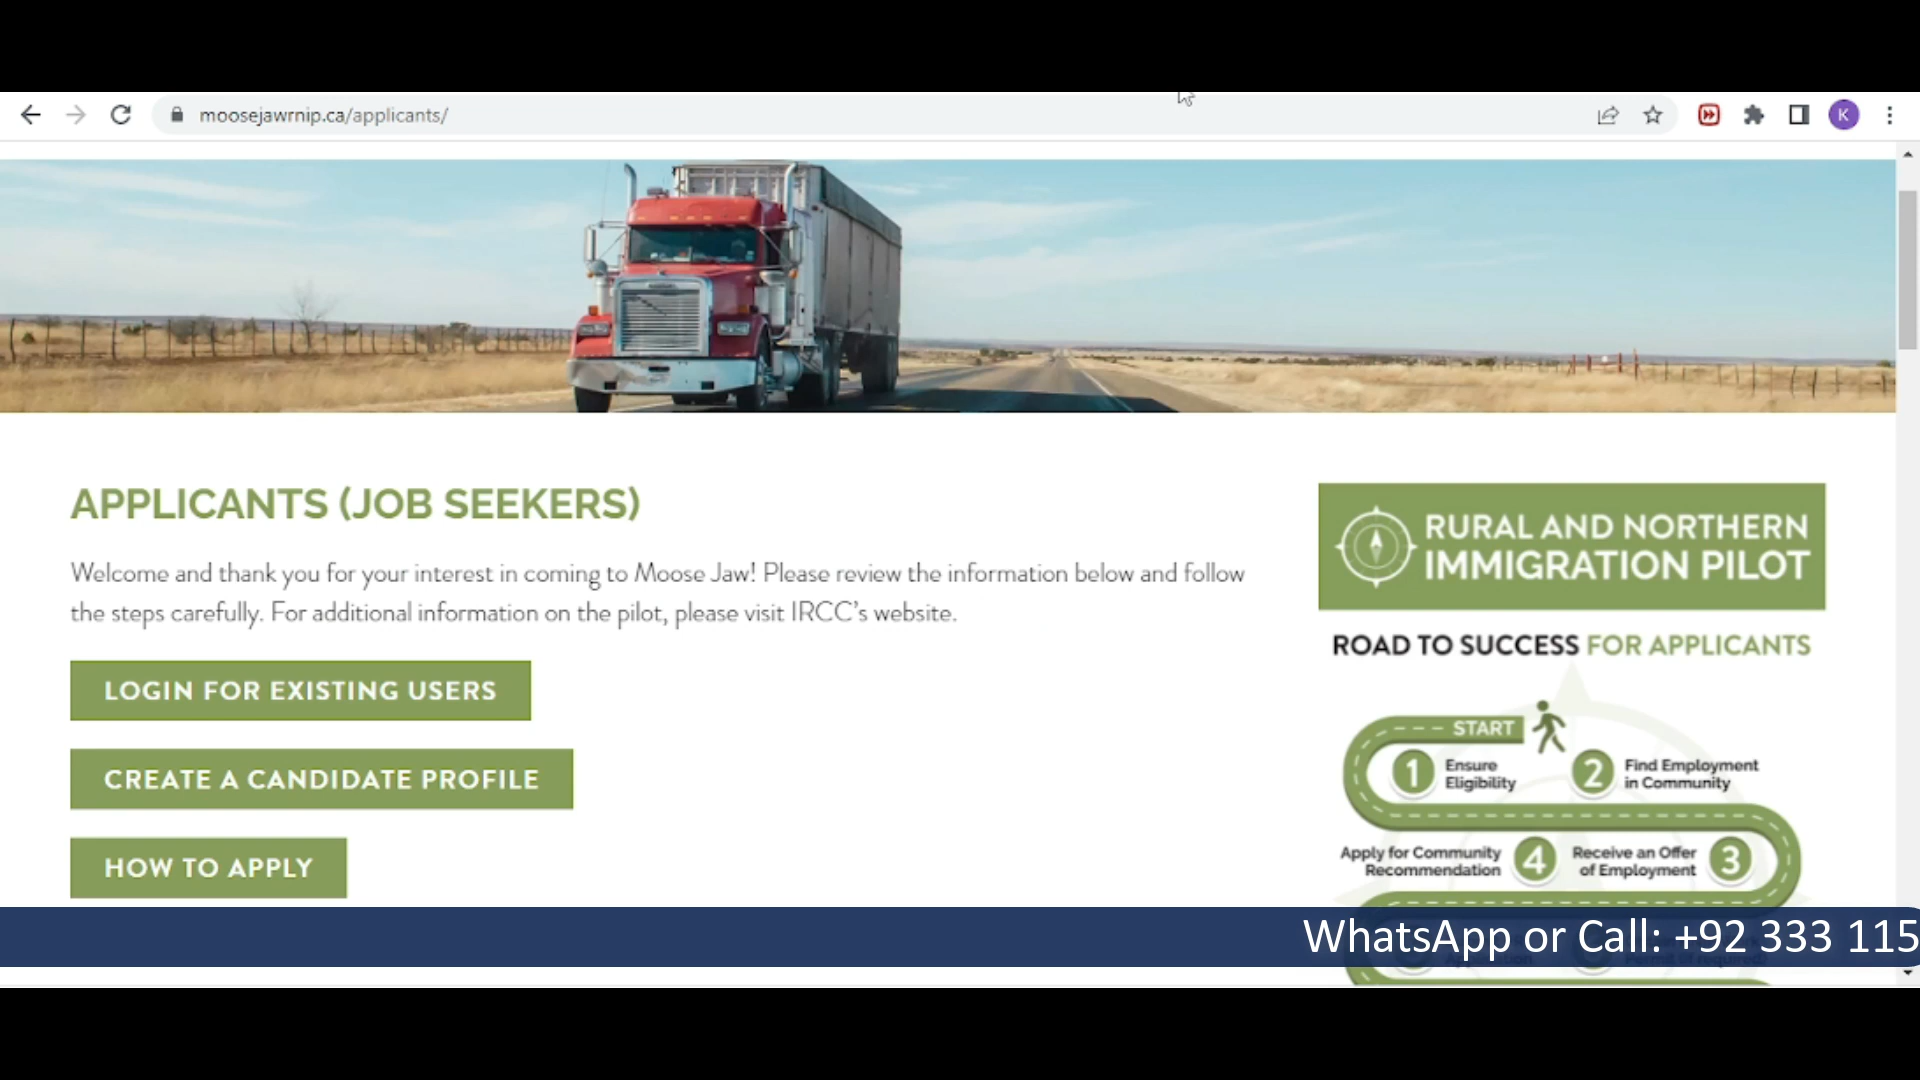 moosejawrnip.ca/applicants/
K
APPLICANTS (JOB SEEKERS)
Welcome and thank you for your interest in coming to Moose Jaw! Please review the information below and follow
the steps carefully. For additional information on the pilot, please visit IRCC's website.
LOGIN FOR EXISTING USERS
CREATE A CANDIDATE PROFILE
HOW TO APPLY
RURAL AND NORTHERN
IMMIGRATION PILOT
ROAD TO SUCCESS FOR APPLICANTS
START
1 Ensure
Eligibility
2 Find Employment
in Community
Apply for Community
Recommendation 4
Receive an Offer
of Employment 3
WhatsApp or Call: +92 333 115